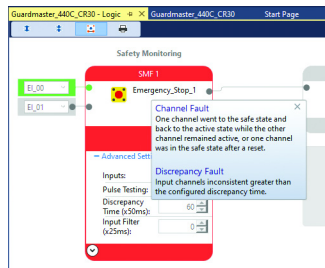 Guardmaster_440C_CR30 - Logic
Guardmaster_440C_CR30
Start Page
Safety Monitoring
SMF 1
EI_00
EI_01
Emergency_Stop_1
Channel Fault
One channel went to the safe state and
back to the active state while the other
channel remained active, or one channel
was in the safe state after a reset.
Discrepancy Fault
Input channels inconsistent greater than
the configured discrepancy time.
Inputs:
Pulse Testing:
Discrepancy
Time (x50ms):
60
Input Filter
(x25ms):
0